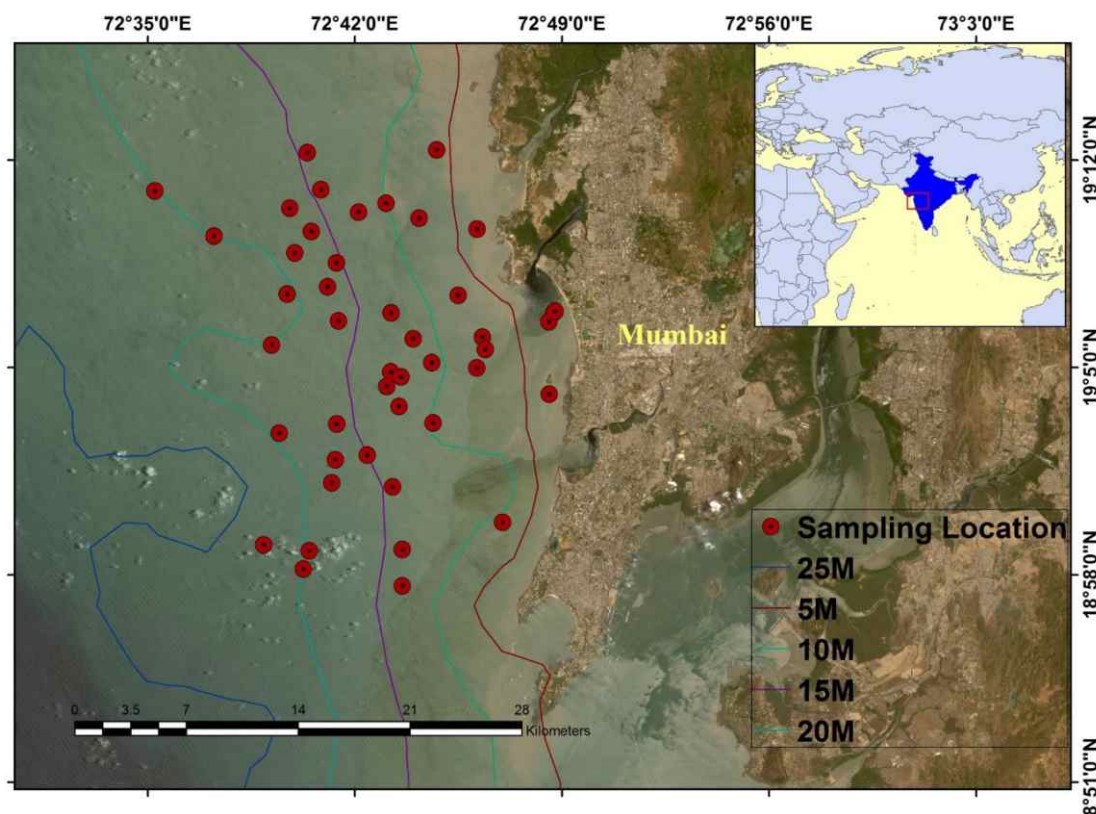 72°35'0"E 72°42'0"E 72°49'0"E 72°56'0"E 73°3'0"E
19°12'0"N
Mumbai
19°5'0"N
Sampling Location
25M
18°58'0"N
5M
10M
15M
20M
0 3.5 7 14 21 28
Kilometers
8°51'0"N